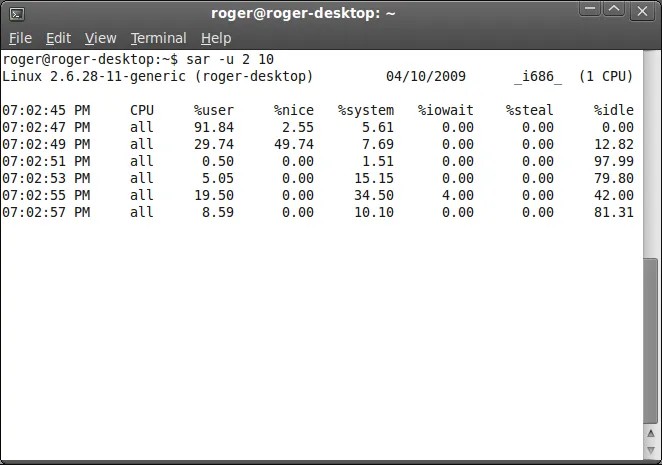 roger@roger-desktop: ~
File Edit View Terminal Help
roger@roger-desktop:~$ sar -u 2 10
Linux 2.6.28-11-generic (roger-desktop) 04/10/2009 _i686_ (1 CPU)
07:02:45 PM CPU %user %nice %system %iowait %steal %idle
07:02:47 PM all 91.84 2.55 5.61 0.00 0.00 0.00
07:02:49 PM all 29.74 49.74 7.69 0.00 0.00 12.82
07:02:51 PM all 0.50 0.00 1.51 0.00 0.00 97.99
07:02:53 PM all 5.05 0.00 15.15 0.00 0.00 79.80
07:02:55 PM all 19.50 0.00 34.50 4.00 0.00 42.00
07:02:57 PM all 8.59 0.00 10.10 0.00 0.00 81.31